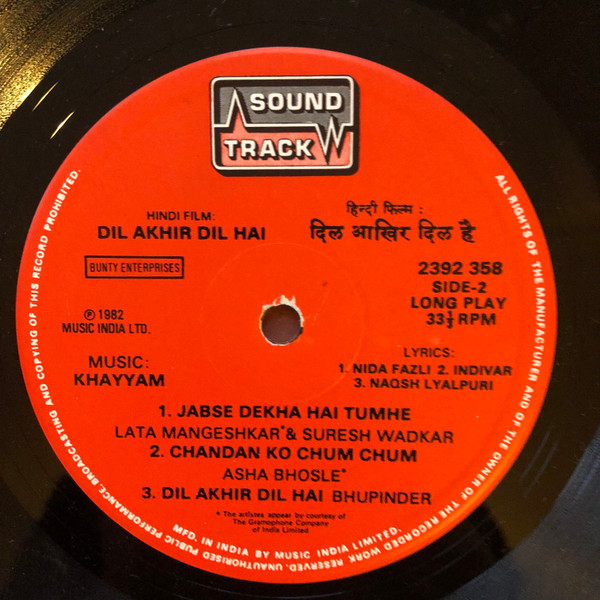 SOUND
TRACK
HINDI FILM:
DIL AKHIR DIL HAI
हिन्दी फिल्म :
दिल आखिर दिल है
BUNTY ENTERPRISES
2392 358
SIDE-2
LONG PLAY
33⅓ RPM
Ⓟ 1982
MUSIC INDIA LTD.
MUSIC:
KHAYYAM
LYRICS:
1. NIDA FAZLI 2. INDIVAR
3. NAQSH LYALPURI
1. JABSE DEKHA HAI TUMHE
LATA MANGESHKAR* & SURESH WADKAR
2. CHANDAN KO CHUM CHUM
ASHA BHOSLE*
3. DIL AKHIR DIL HAI BHUPINDER
* The artistes appear by courtesy of
The Gramophone Company
of India Limited
MFD. IN INDIA BY MUSIC INDIA LTD.
ALL RIGHTS OF THE MANUFACTURER AND OF THE OWNER OF THE RECORDED WORK RESERVED. UNAUTHORISED PUBLIC PERFORMANCE, BROADCASTING AND COPYING OF THIS RECORD PROHIBITED.